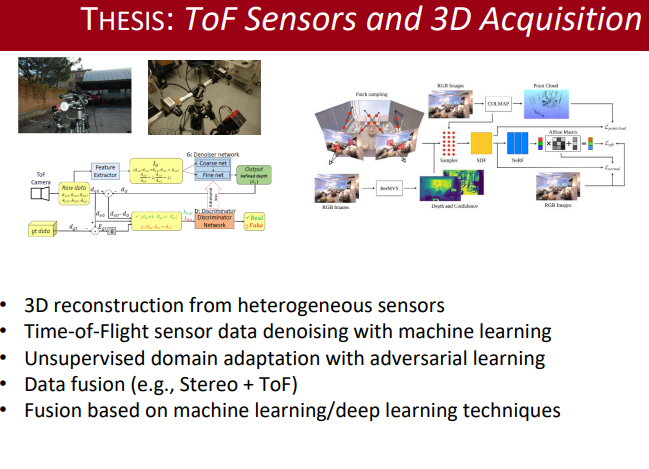 THESIS: ToF Sensors and 3D Acquisition
ToF
Camera
Raw data
Feature
Extractor
G: Denoiser network
Coarse net
Fine net
Output
Refined depth
gt data
D: Discriminator
Discriminator
Network
Real
Fake
Patch sampling
RGB Images
COLMAP
Point Cloud
Samples
SDF
NeRF
Affine Matrix
RGB Images
Depth and Confidence
RGB Images
• 3D reconstruction from heterogeneous sensors
• Time-of-Flight sensor data denoising with machine learning
• Unsupervised domain adaptation with adversarial learning
• Data fusion (e.g., Stereo + ToF)
• Fusion based on machine learning/deep learning techniques